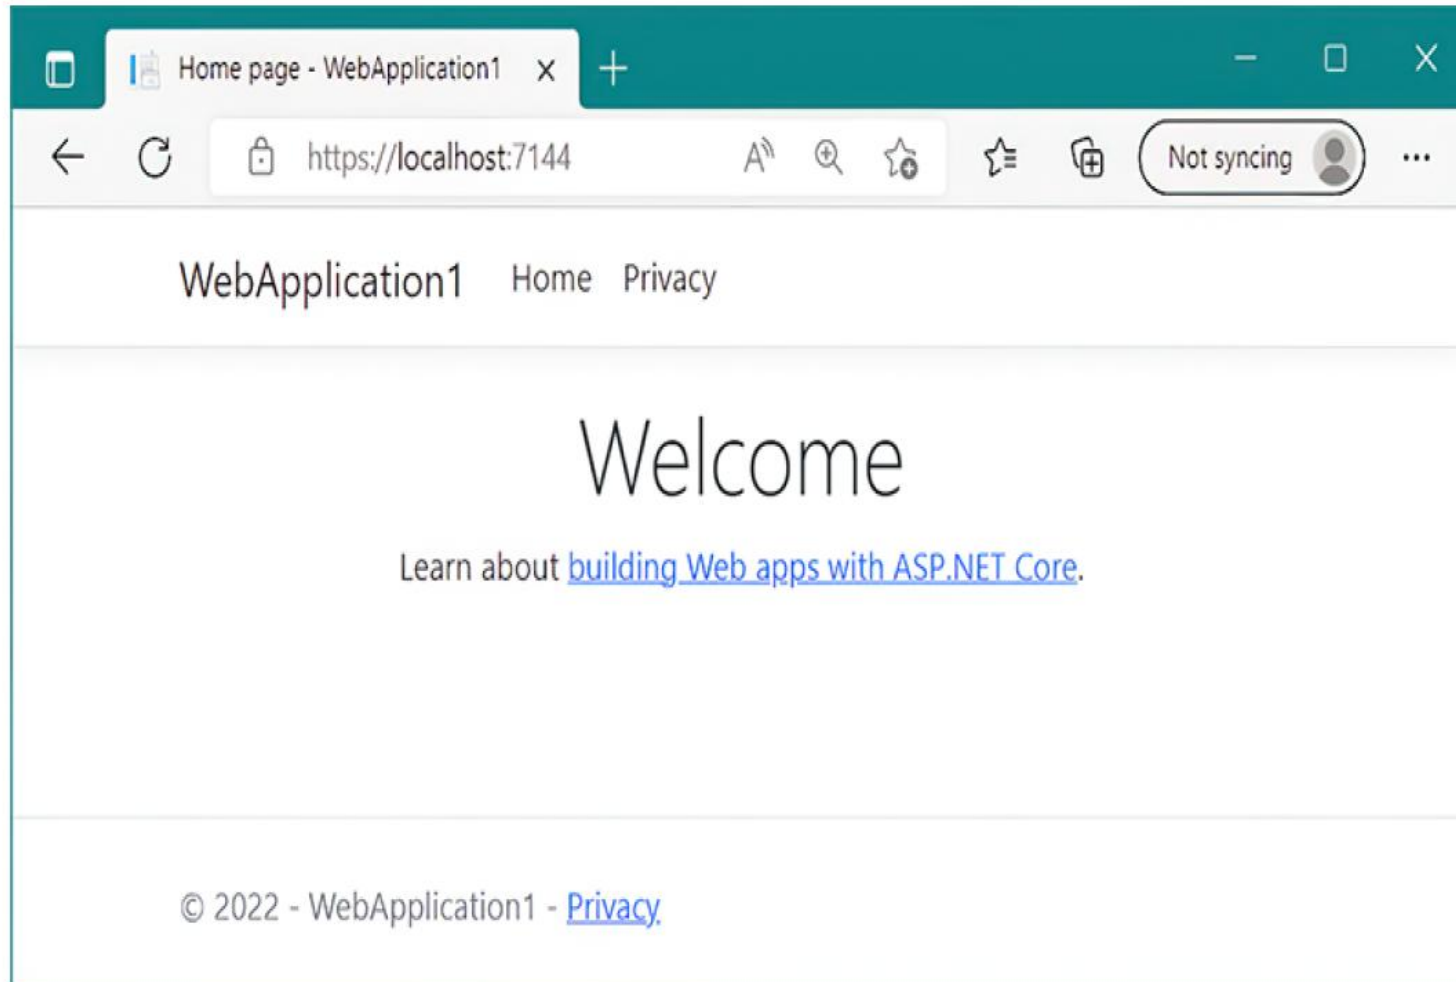 Home page - WebApplication1
https://localhost:7144
Not syncing
WebApplication1 Home Privacy
Welcome
Learn about building Web apps with ASP.NET Core.
© 2022 - WebApplication1 - Privacy